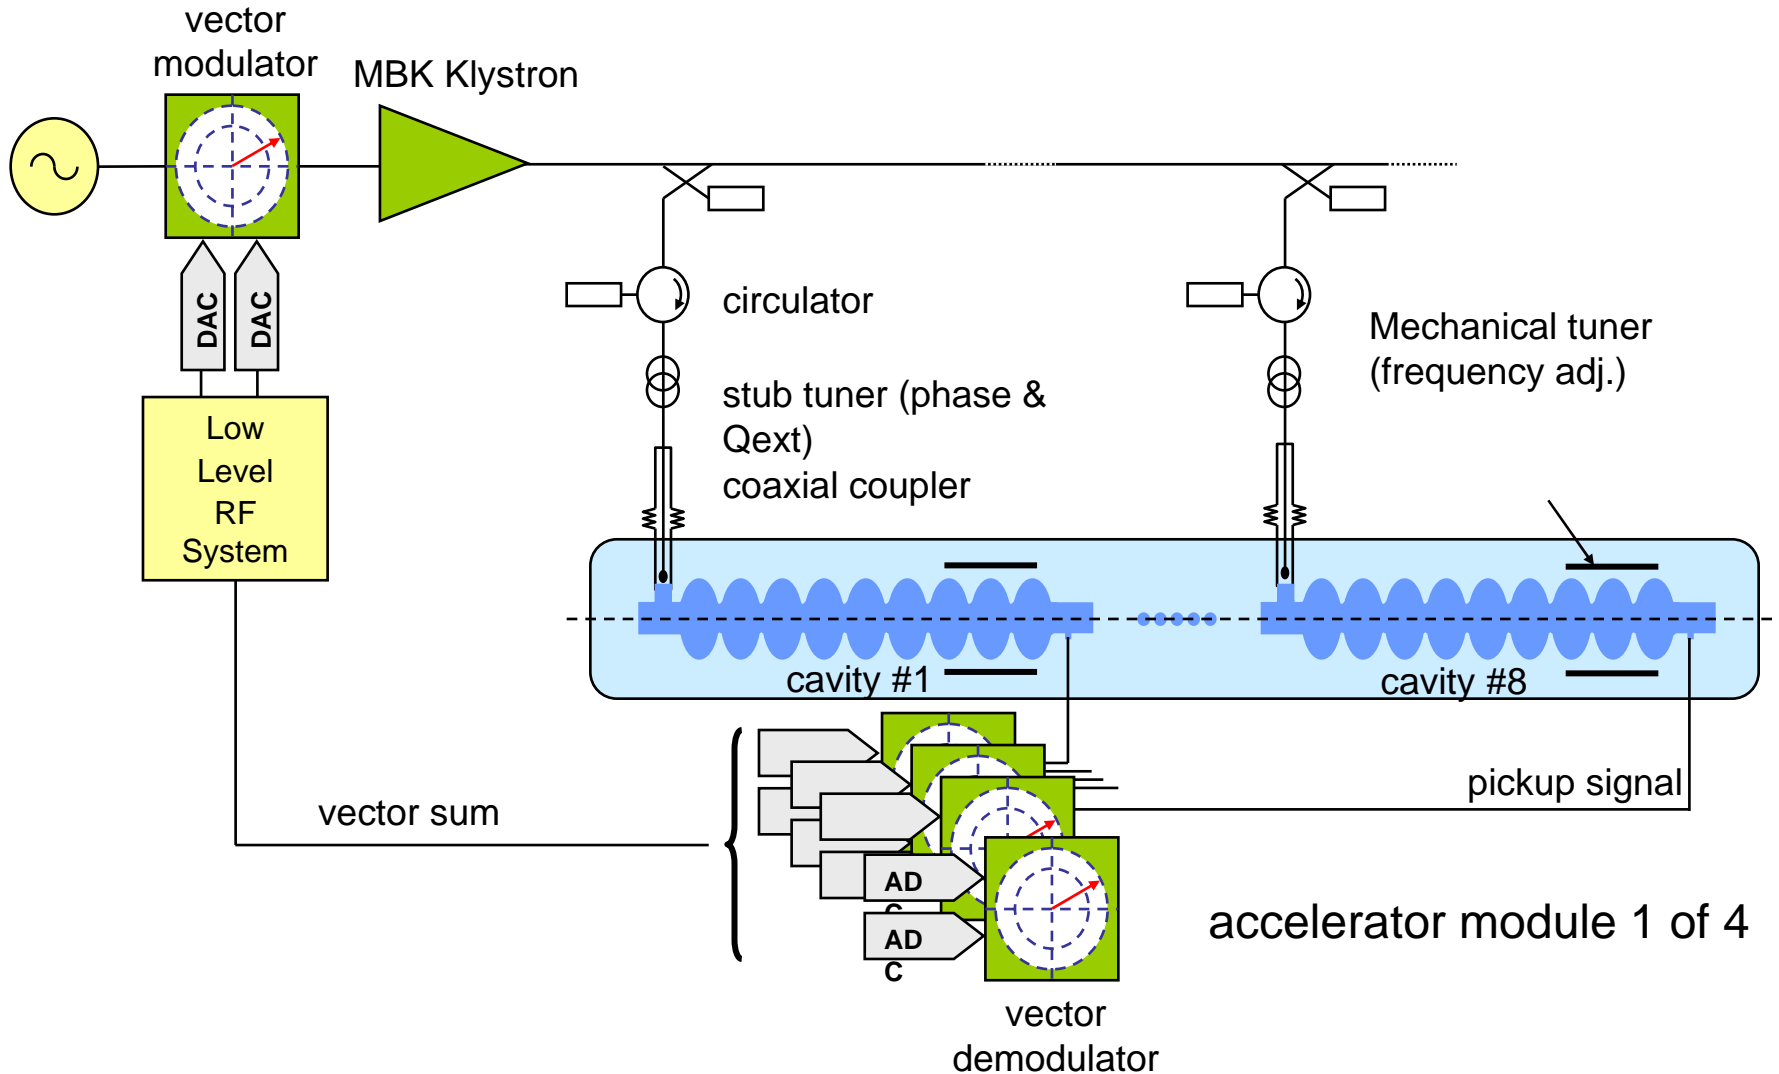 vector
modulator
MBK Klystron
DAC
DAC
circulator
Mechanical tuner
(frequency adj.)
stub tuner (phase &
Qext)
coaxial coupler
Low
Level
RF
System
cavity #1
cavity #8
pickup signal
vector sum
AD
C
AD
C
accelerator module 1 of 4
vector
demodulator